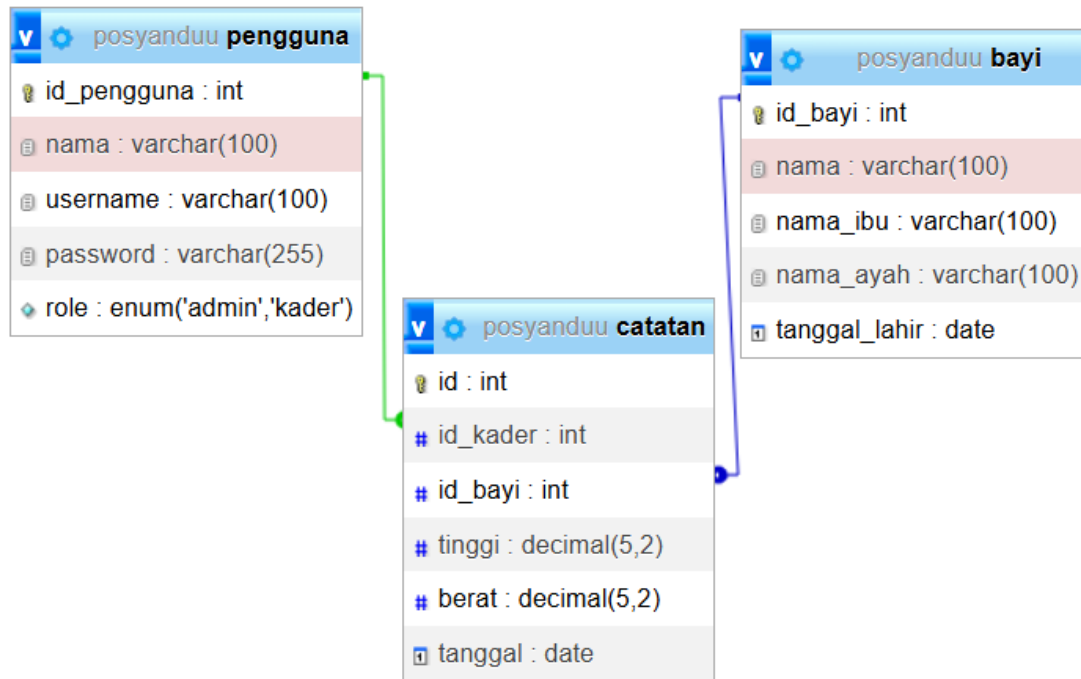 v posyanduu pengguna
id_pengguna : int
nama : varchar(100)
username : varchar(100)
password : varchar(255)
role : enum('admin','kader')
v posyanduu bayi
id_bayi : int
nama : varchar(100)
nama_ibu : varchar(100)
nama_ayah : varchar(100)
tanggal_lahir : date
v posyanduu catatan
id : int
# id_kader : int
# id_bayi : int
# tinggi : decimal(5,2)
# berat : decimal(5,2)
tanggal : date